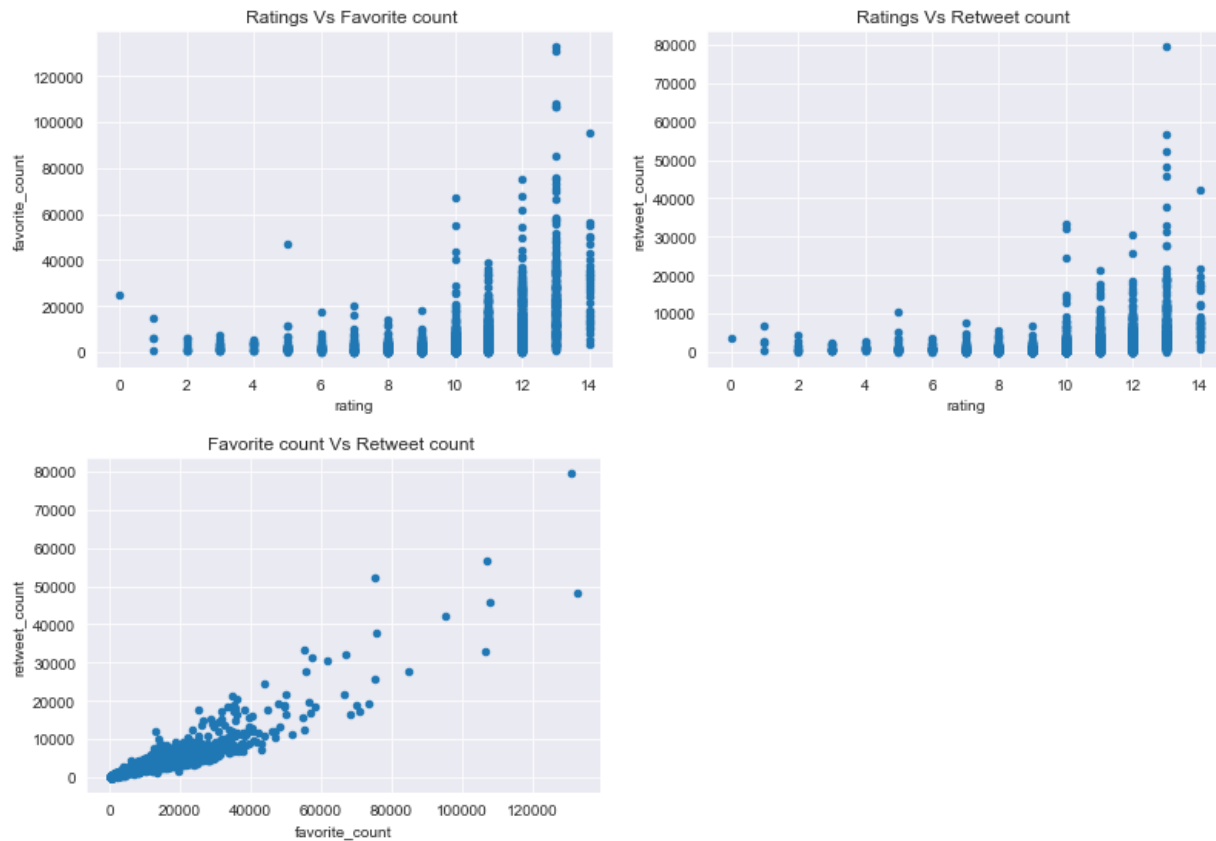 Ratings Vs Favorite count
120000
100000
80000
60000
40000
20000
0
favorite_count
0 2 4 6 8 10 12 14
rating
Ratings Vs Retweet count
80000
70000
60000
50000
40000
30000
20000
10000
0
retweet_count
0 2 4 6 8 10 12 14
rating
Favorite count Vs Retweet count
80000
70000
60000
50000
40000
30000
20000
10000
0
retweet_count
0 20000 40000 60000 80000 100000 120000
favorite_count